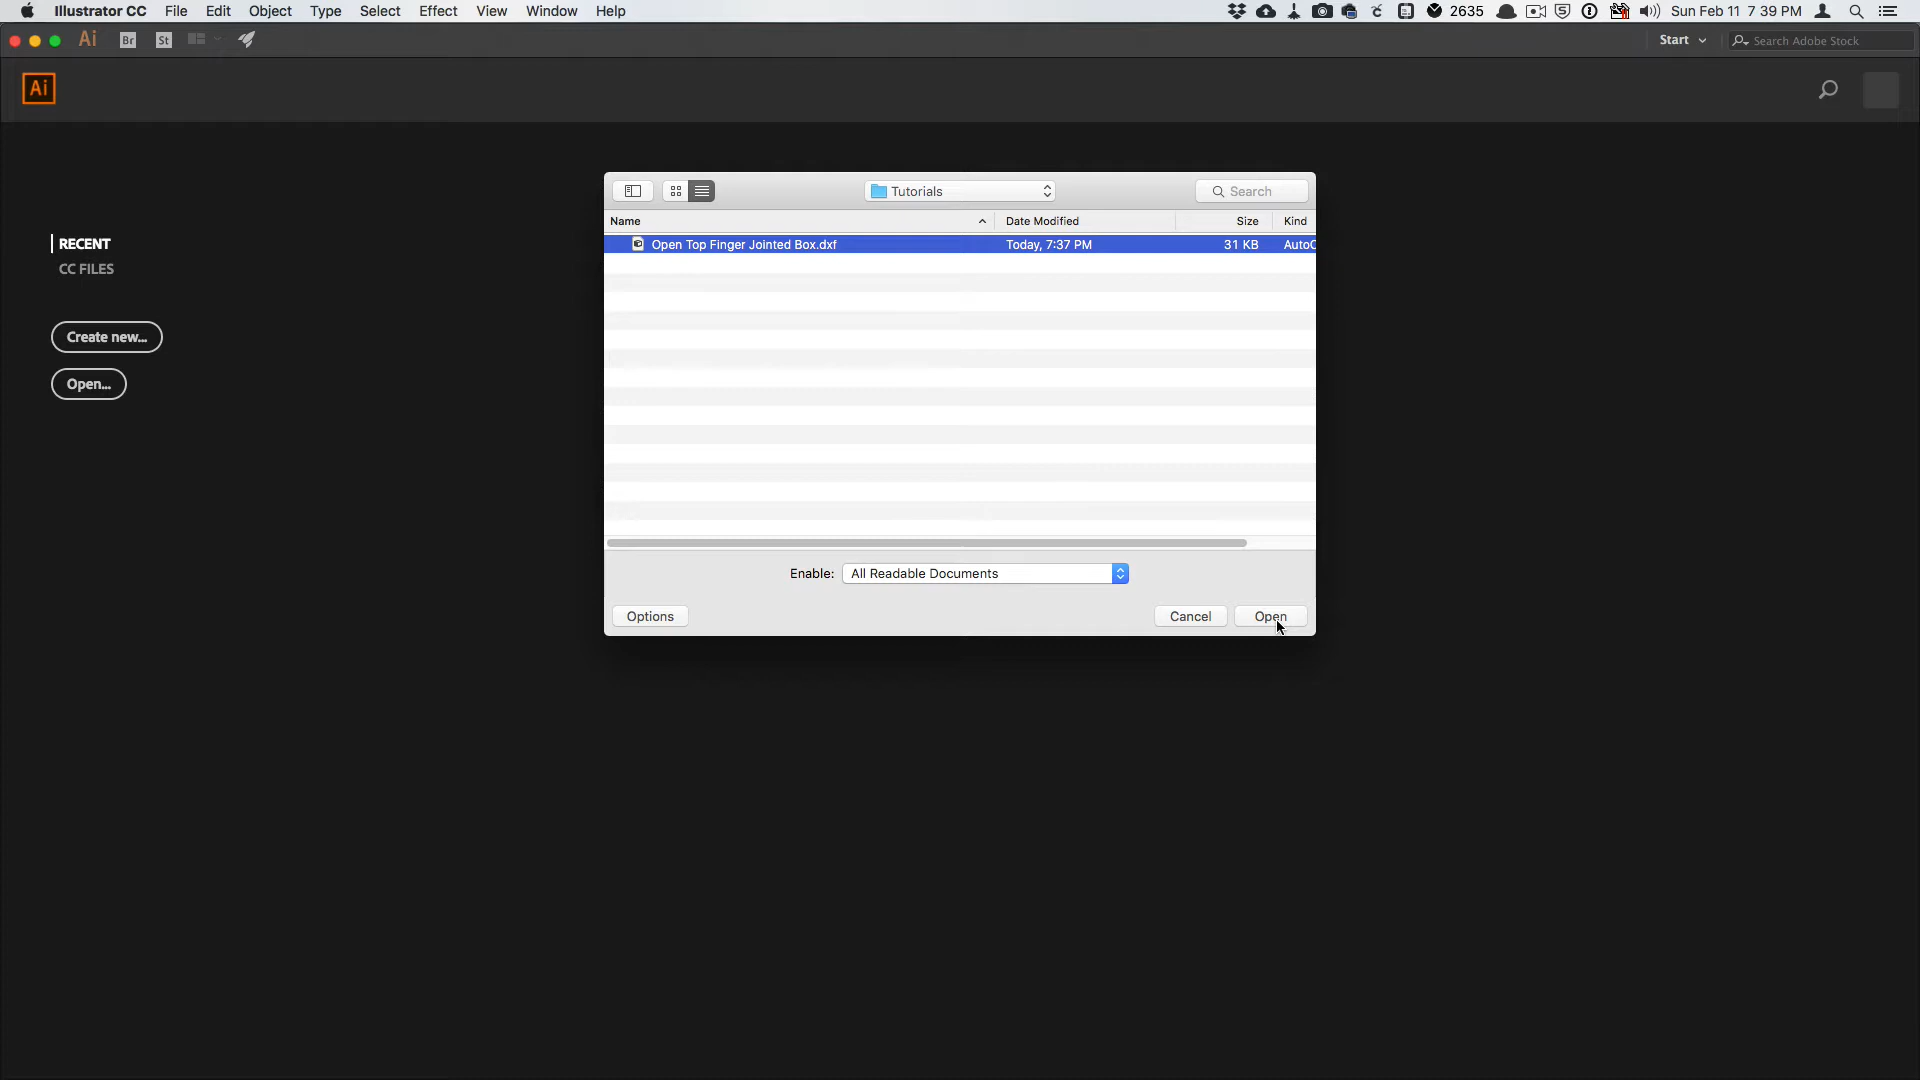 Illustrator CC File Edit Object Type Select Effect View Window Help 2635 Sun Feb 11 7 39 PM
Ai Br St Start Search Adobe Stock
Ai
Tutorials Search
Name Date Modified Size Kind
Open Top Finger Jointed Box.dxf Today, 7:37 PM 31 KB AutoC
RECENT
CC FILES
Create new...
Open...
Enable: All Readable Documents
Options Cancel Open